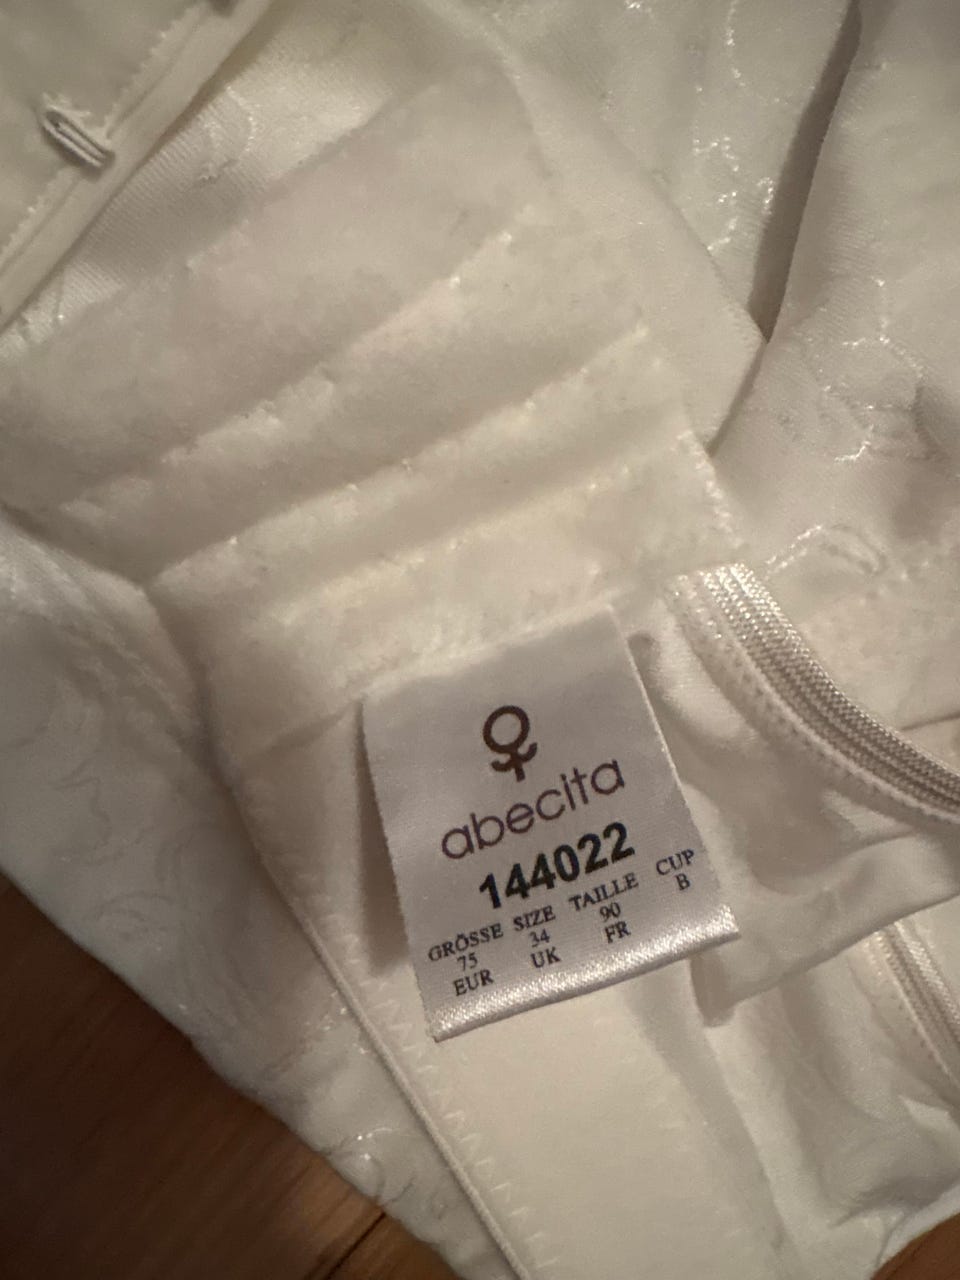 abecita
144022
GRÖSSE SIZE TAILLE CUP
75 34 90 B
EUR UK FR